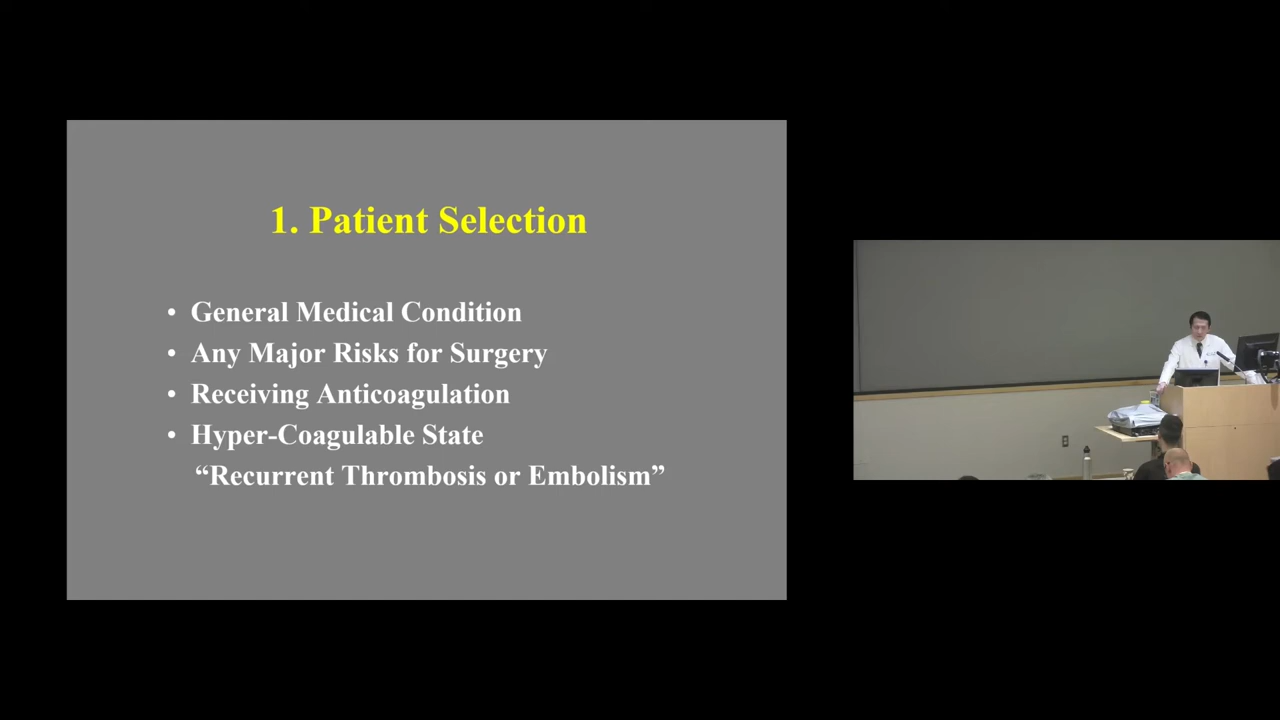 1. Patient Selection
• General Medical Condition
• Any Major Risks for Surgery
• Receiving Anticoagulation
• Hyper-Coagulable State
“Recurrent Thrombosis or Embolism”